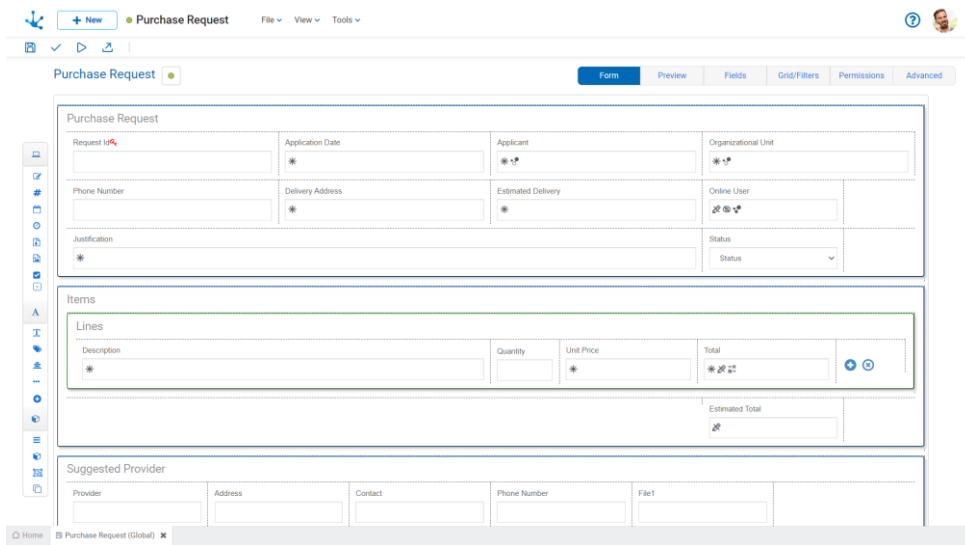 + New
Purchase Request
File
View
Tools
Purchase Request
Form
Preview
Fields
Grid/Filters
Permissions
Advanced
Purchase Request
Request Id
Application Date
Applicant
Organizational Unit
Phone Number
Delivery Address
Estimated Delivery
Online User
Justification
Status
Status
Items
Lines
Description
Quantity
Unit Price
Total
Estimated Total
Suggested Provider
Provider
Address
Contact
Phone Number
File1
Home
Purchase Request (Global)